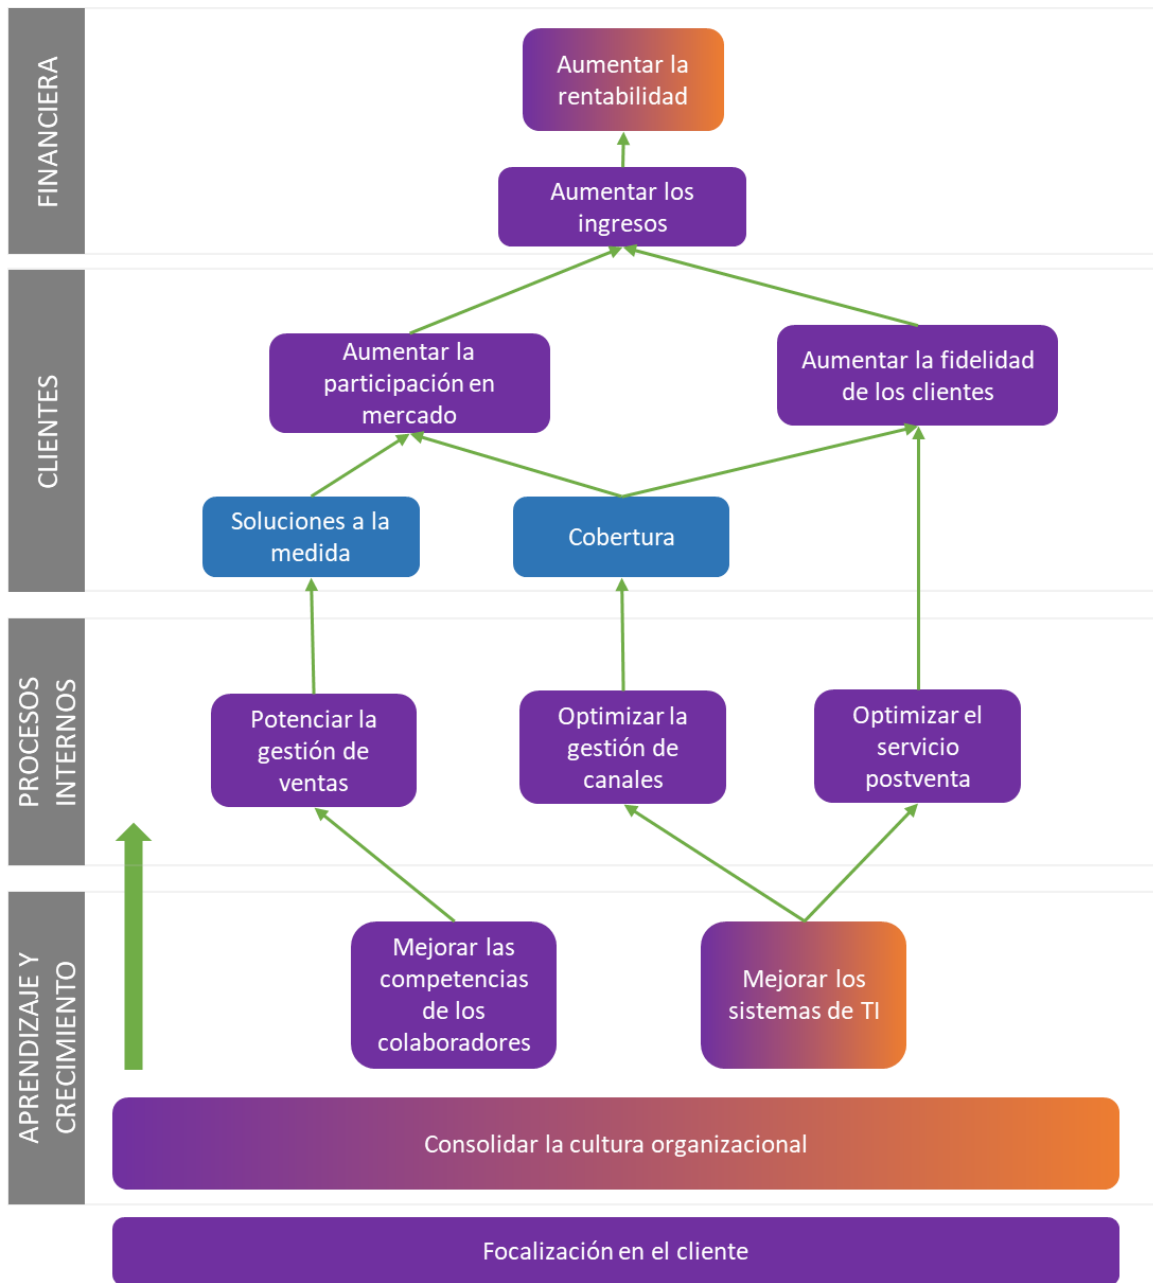 FINANCIERA
Aumentar la
rentabilidad
Aumentar los
ingresos
CLIENTES
Aumentar la
participación en
mercado
Aumentar la fidelidad
de los clientes
Soluciones a la
medida
Cobertura
PROCESOS
INTERNOS
Potenciar la
gestión de
ventas
Optimizar la
gestión de
canales
Optimizar el
servicio
postventa
APRENDIZAJE Y
CRECIMIENTO
Mejorar las
competencias
de los
colaboradores
Mejorar los
sistemas de TI
Consolidar la cultura organizacional
Focalización en el cliente